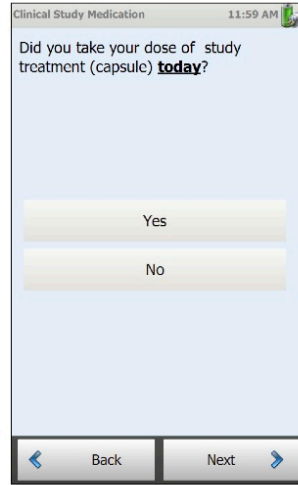 Clinical Study Medication 11:59 AM
Did you take your dose of study
treatment (capsule) today?
Yes
No
Back Next